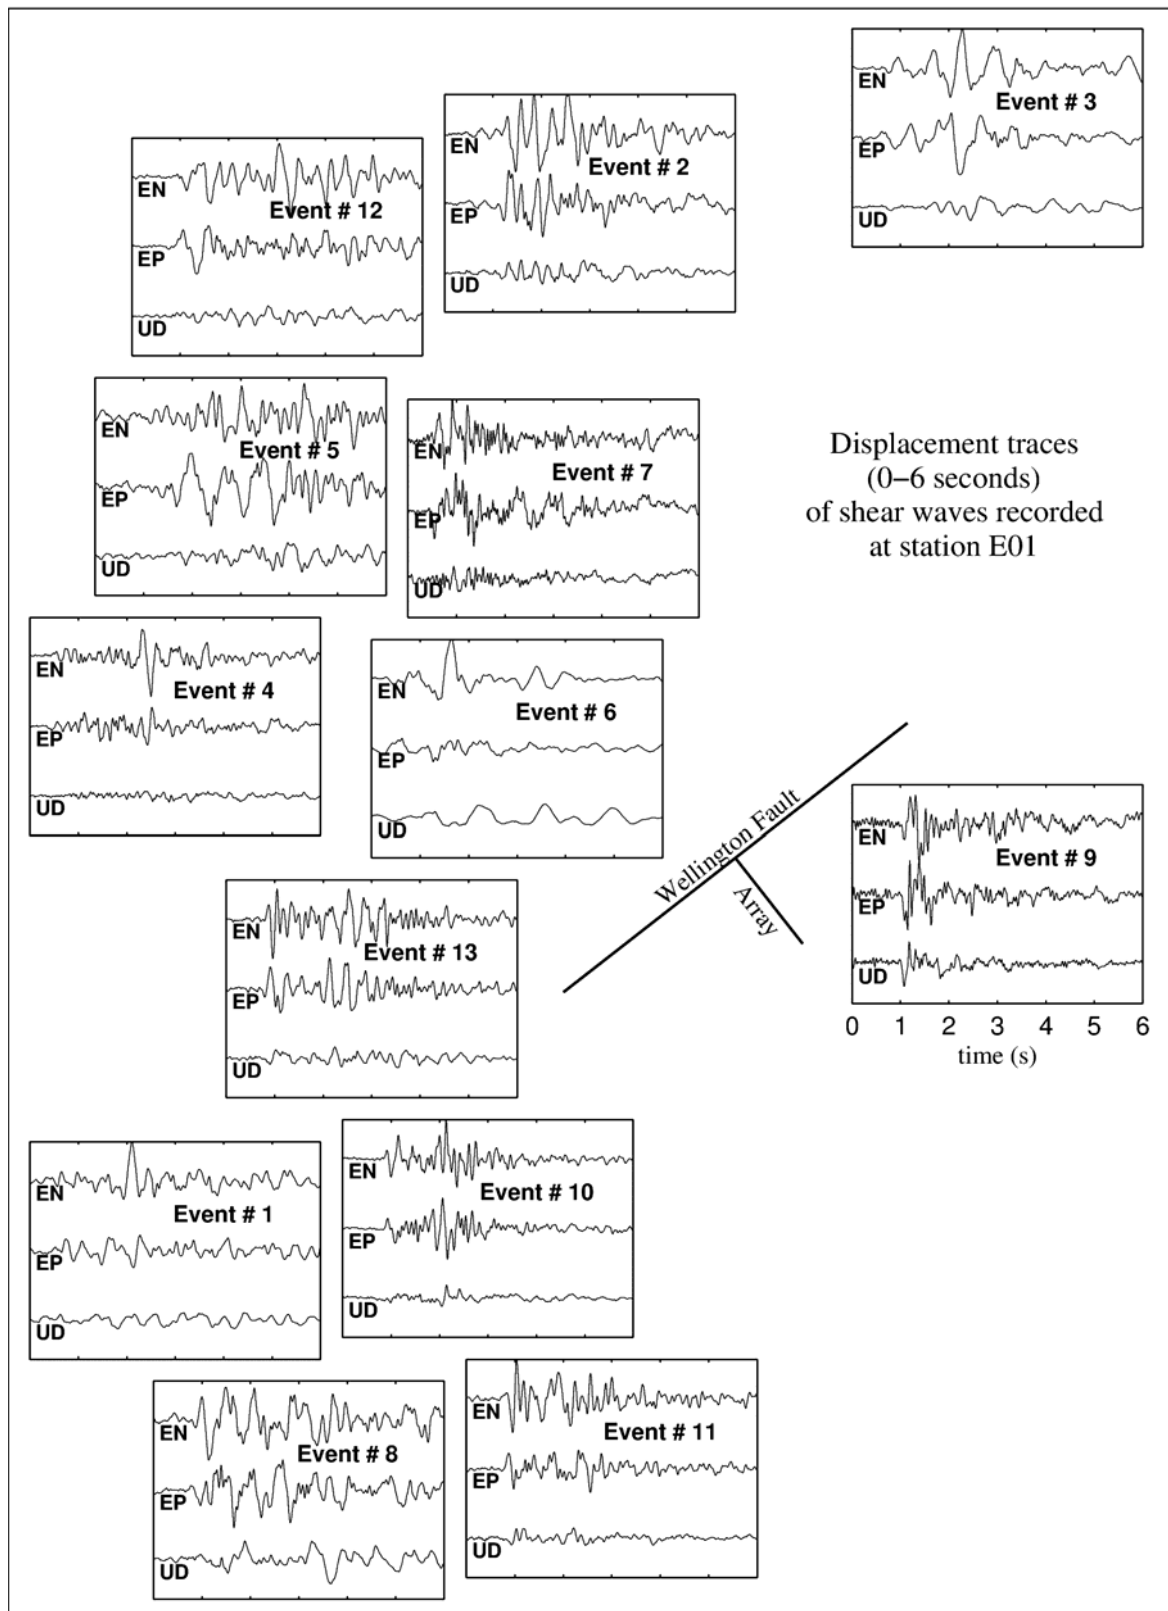 EN
Event # 3
EP
UD
EN
Event # 2
EP
UD
EN
Event # 12
EP
UD
EN
Event # 5
EP
UD
EN
Event # 7
EP
UD
Displacement traces
(0–6 seconds)
of shear waves recorded
at station E01
EN
Event # 4
EP
UD
EN
Event # 6
EP
UD
Wellington Fault
Array
EN
Event # 9
EP
UD
0 1 2 3 4 5 6
time (s)
EN
Event # 13
EP
UD
EN
Event # 1
EP
UD
EN
Event # 10
EP
UD
EN
Event # 8
EP
UD
EN
Event # 11
EP
UD